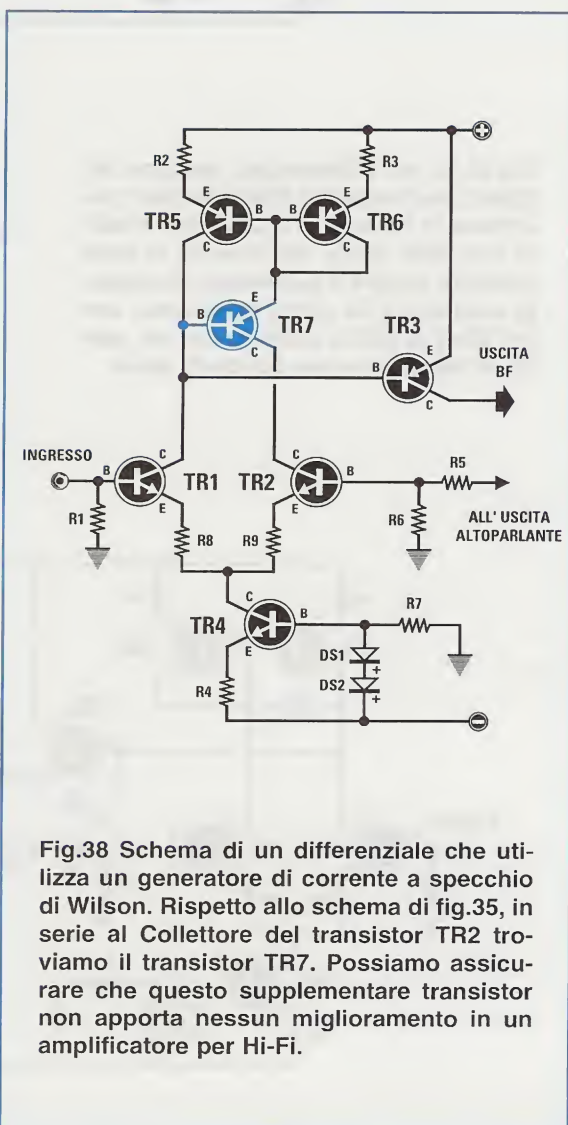 +
R2
R3
E
E
B
B
TR5
TR6
C
C
E
B
TR7
TR3
C
E
USCITA
BF
B
C
INGRESSO
B
C
C
R5
TR1
TR2
B
R1
E
E
R6
ALL' USCITA
ALTOPARLANTE
R8
R9
C
R7
TR4
B
E
DS1
+
R4
DS2
+
-
Fig.38 Schema di un differenziale che uti-
lizza un generatore di corrente a specchio
di Wilson. Rispetto allo schema di fig.35, in
serie al Collettore del transistor TR2 tro-
viamo il transistor TR7. Possiamo assicu-
rare che questo supplementare transistor
non apporta nessun miglioramento in un
amplificatore per Hi-Fi.